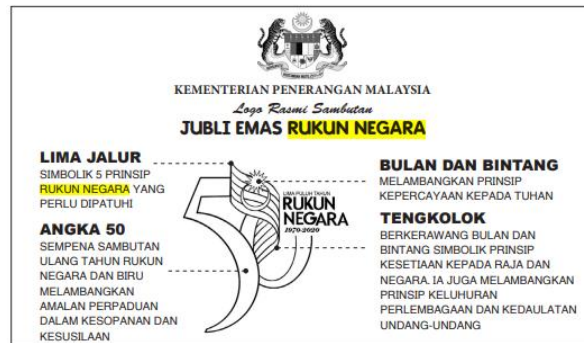 KEMENTERIAN PENERANGAN MALAYSIA
Logo Rasmi Sambutan
JUBLI EMAS RUKUN NEGARA
LIMA JALUR
SIMBOLIK 5 PRINSIP
RUKUN NEGARA YANG
PERLU DIPATUHI
ANGKA 50
SEMPENA SAMBUTAN
ULANG TAHUN RUKUN
NEGARA DAN BIRU
MELAMBANGKAN
AMALAN PERPADUAN
DALAM KESOPANAN DAN
KESUSILAAN
LIMA PULUH TAHUN
RUKUN
NEGARA
1970-2020
BULAN DAN BINTANG
MELAMBANGKAN PRINSIP
KEPERCAYAAN KEPADA TUHAN
TENGKOLOK
BERKERAWANG BULAN DAN
BINTANG SIMBOLIK PRINSIP
KESETIAAN KEPADA RAJA DAN
NEGARA. IA JUGA MELAMBANGKAN
PRINSIP KELUHURAN
PERLEMBAGAAN DAN KEDAULATAN
UNDANG-UNDANG